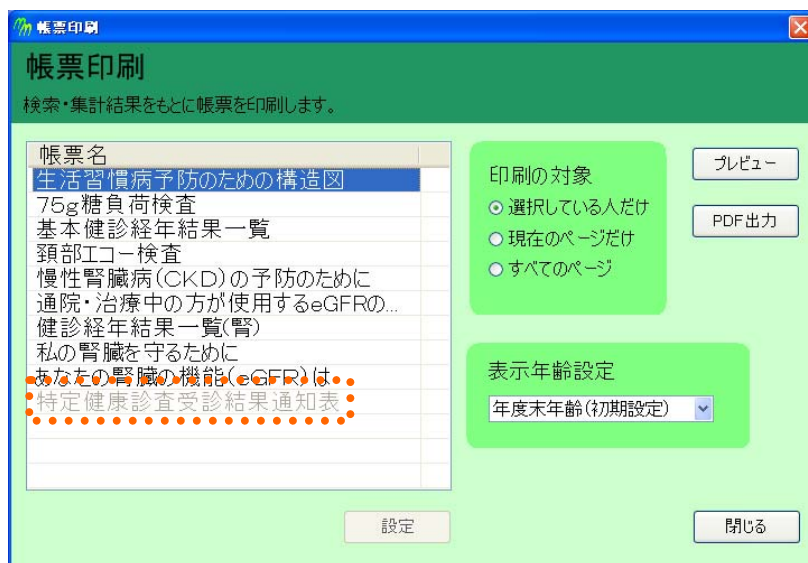 帳票印刷
帳票印刷
検索・集計結果をもとに帳票を印刷します。
帳票名
生活習慣病予防のための構造図
75g糖負荷検査
基本健診経年結果一覧
頚部エコー検査
慢性腎臓病(CKD)の予防のために
通院・治療中の方が使用するeGFRの...
健診経年結果一覧(腎)
私の腎臓を守るために
あなたの腎臓の機能(eGFR)は
特定健康診査受診結果通知表
印刷の対象
選択している人だけ
現在のページだけ
すべてのページ
プレビュー
PDF出力
表示年齢設定
年度末年齢(初期設定)
設定
閉じる